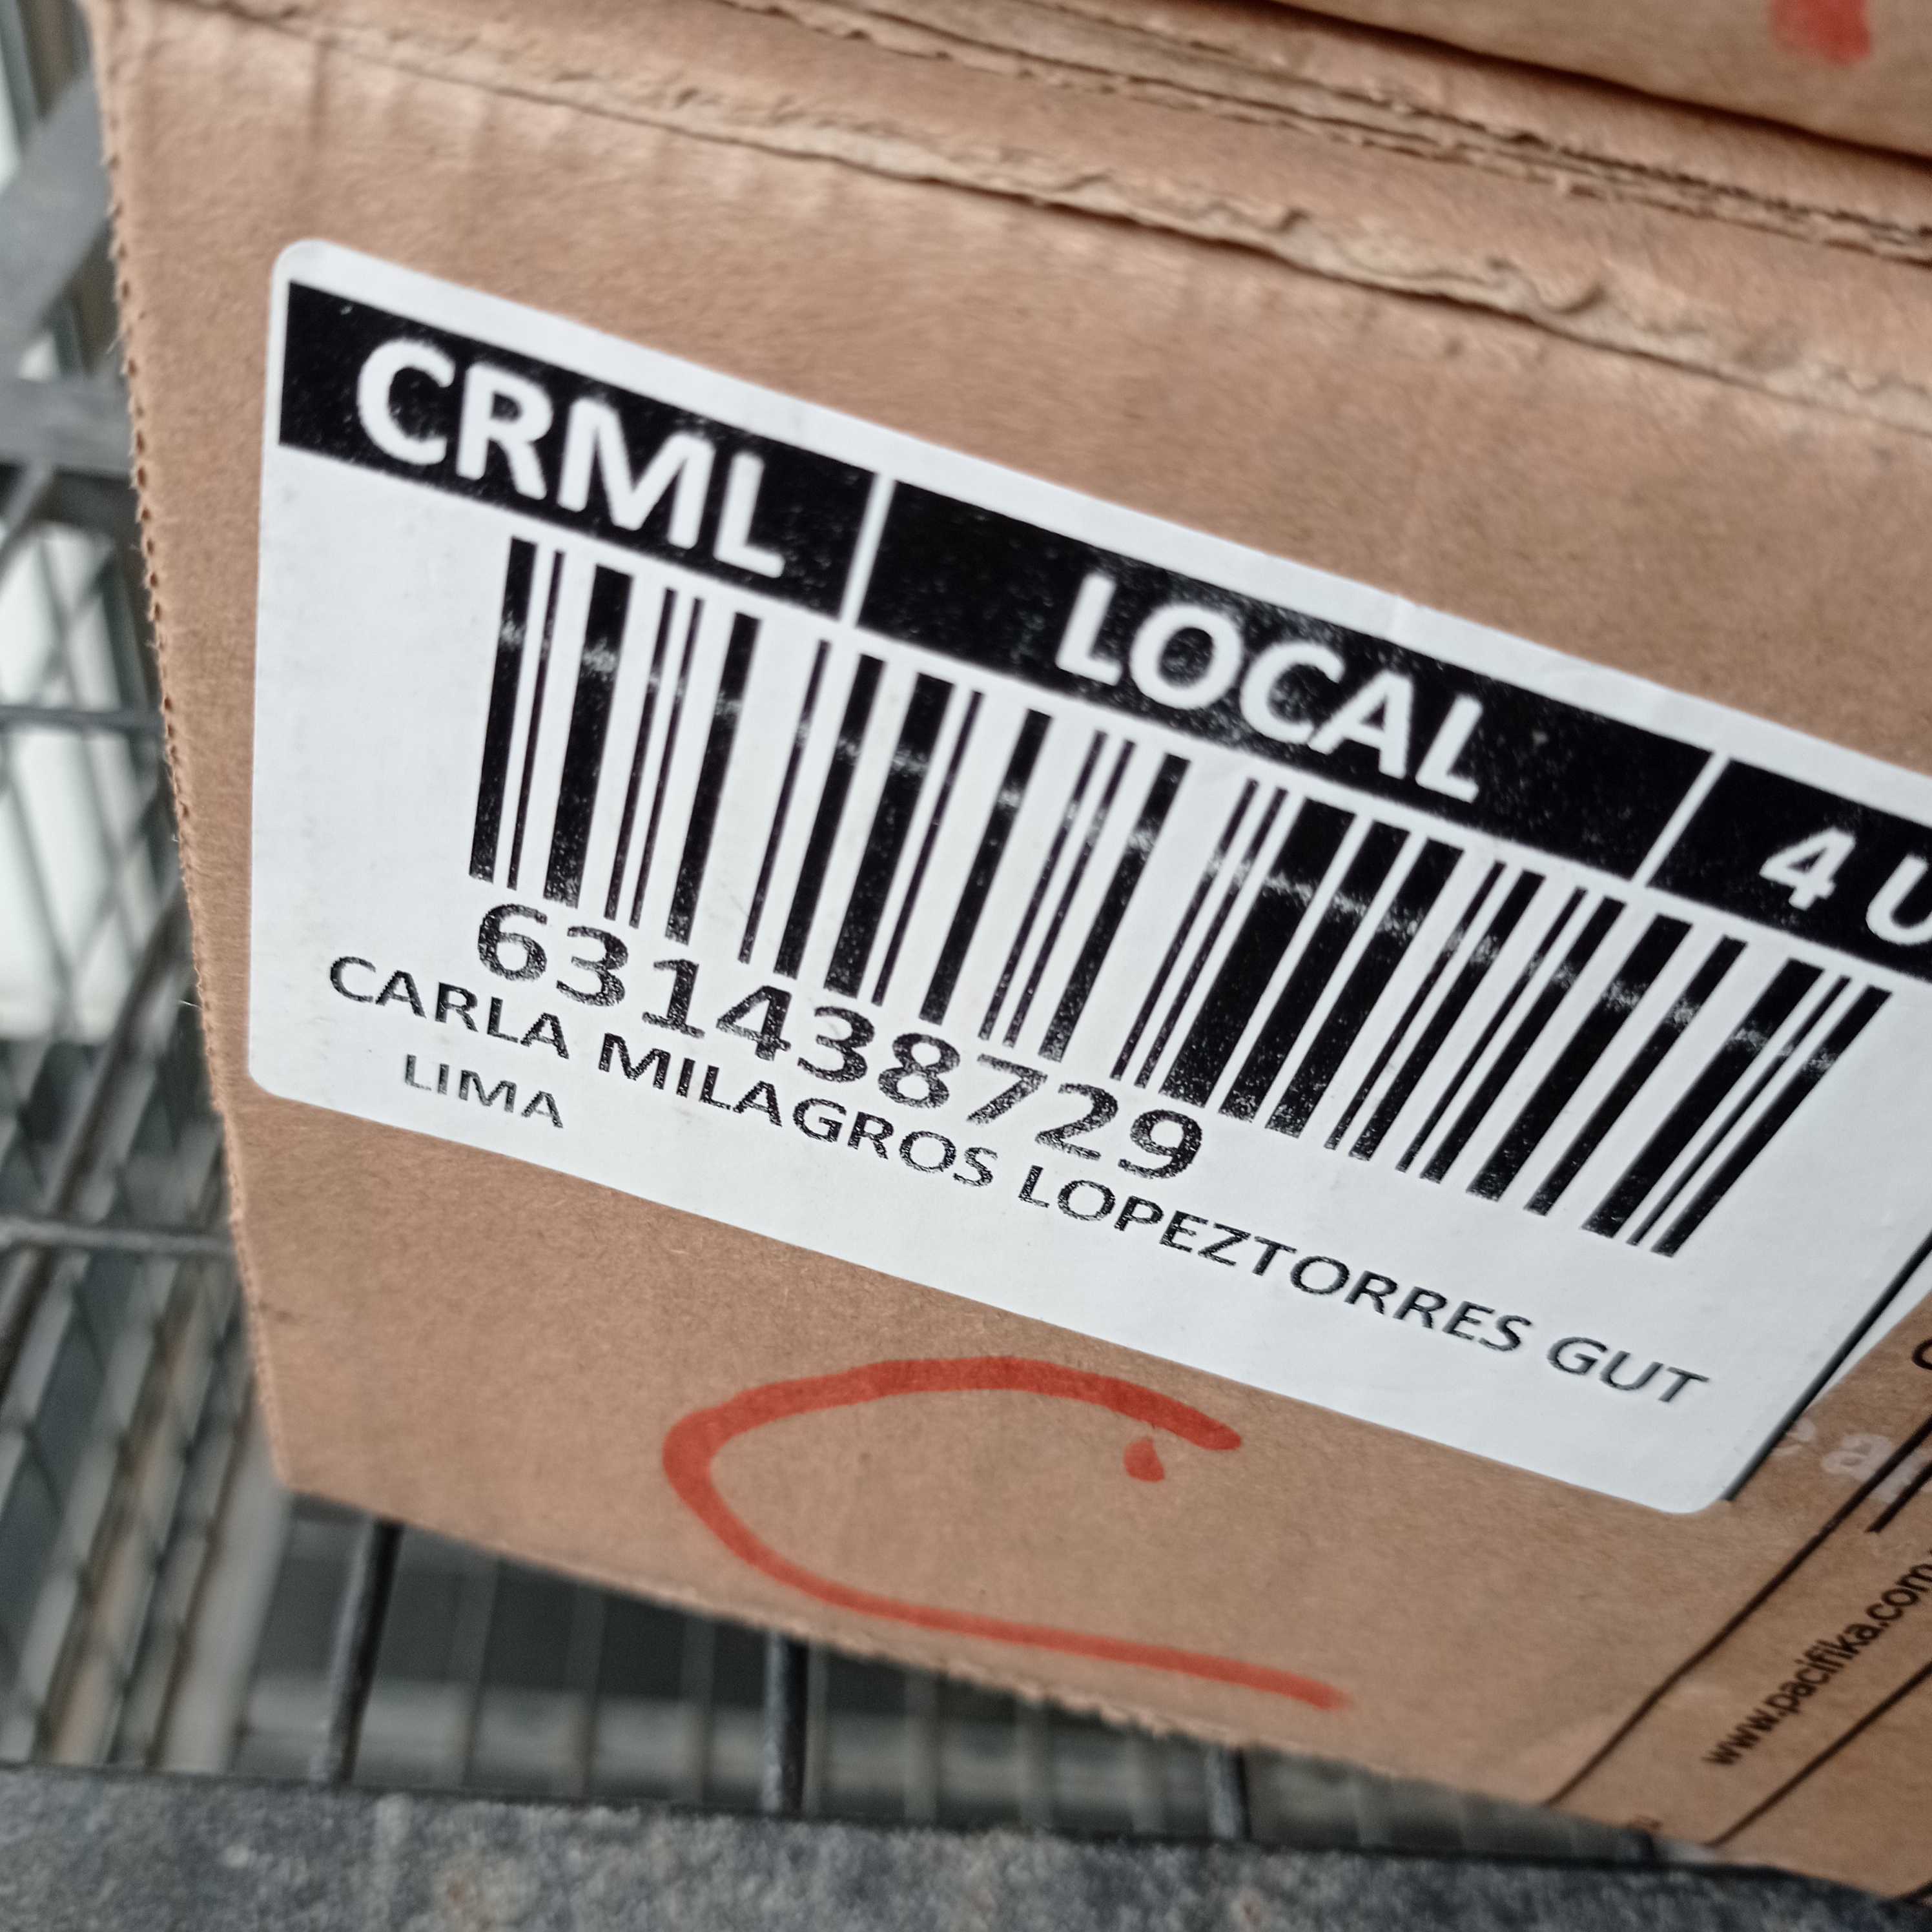 CRML LOCAL 4 U
631438729
CARLA MILAGROS LOPEZTORRES GUT
LIMA
C
www.pacifika.com